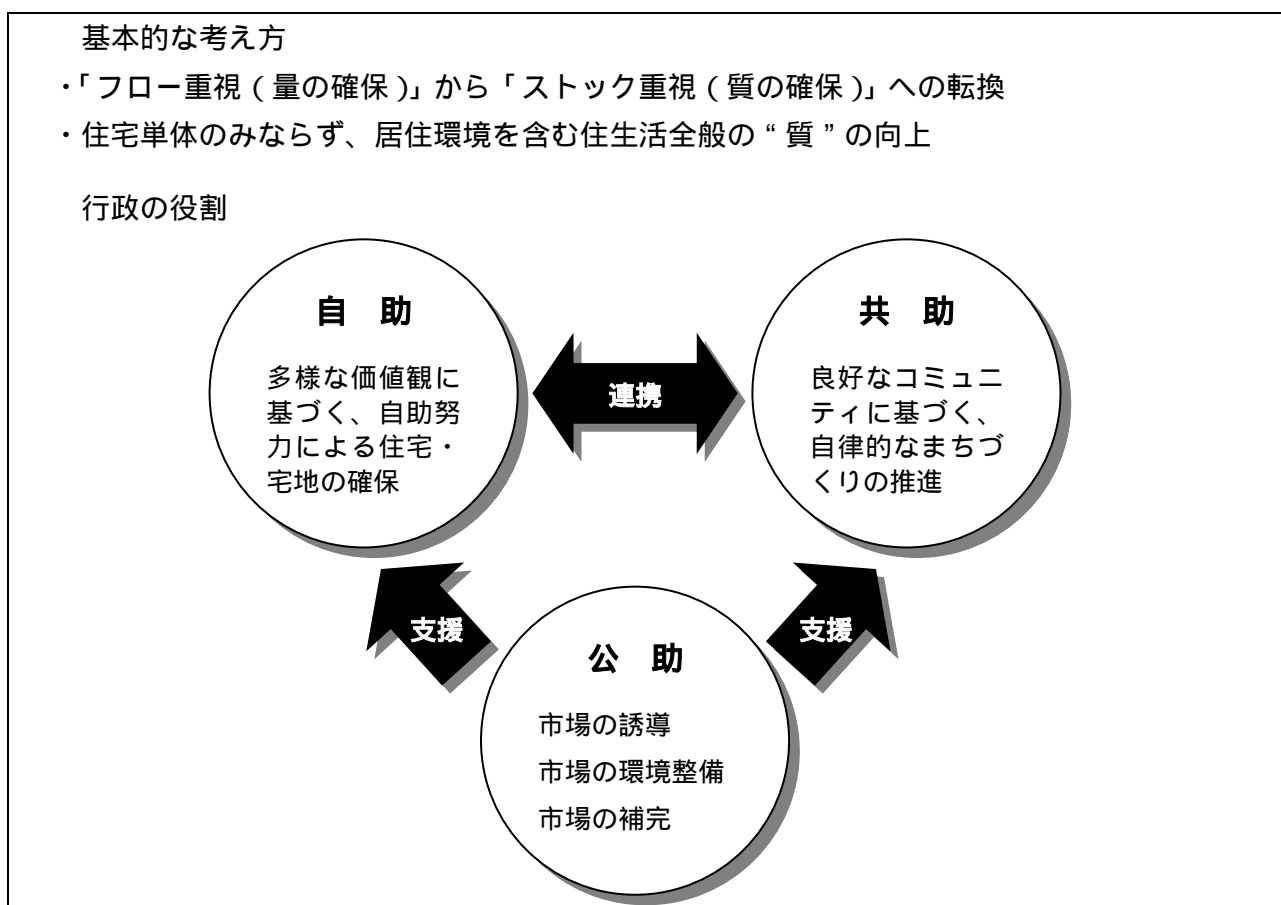 基本的な考え方
・「フロー重視(量の確保)」から「ストック重視(質の確保)」への転換
・住宅単体のみならず、居住環境を含む住生活全般の“質”の向上
行政の役割
自 助
多様な価値観に
基づく、自助努
力による住宅・
宅地の確保
連携
共 助
良好なコミュニ
ティに基づく、
自律的なまちづ
くりの推進
支援
支援
公 助
市場の誘導
市場の環境整備
市場の補完